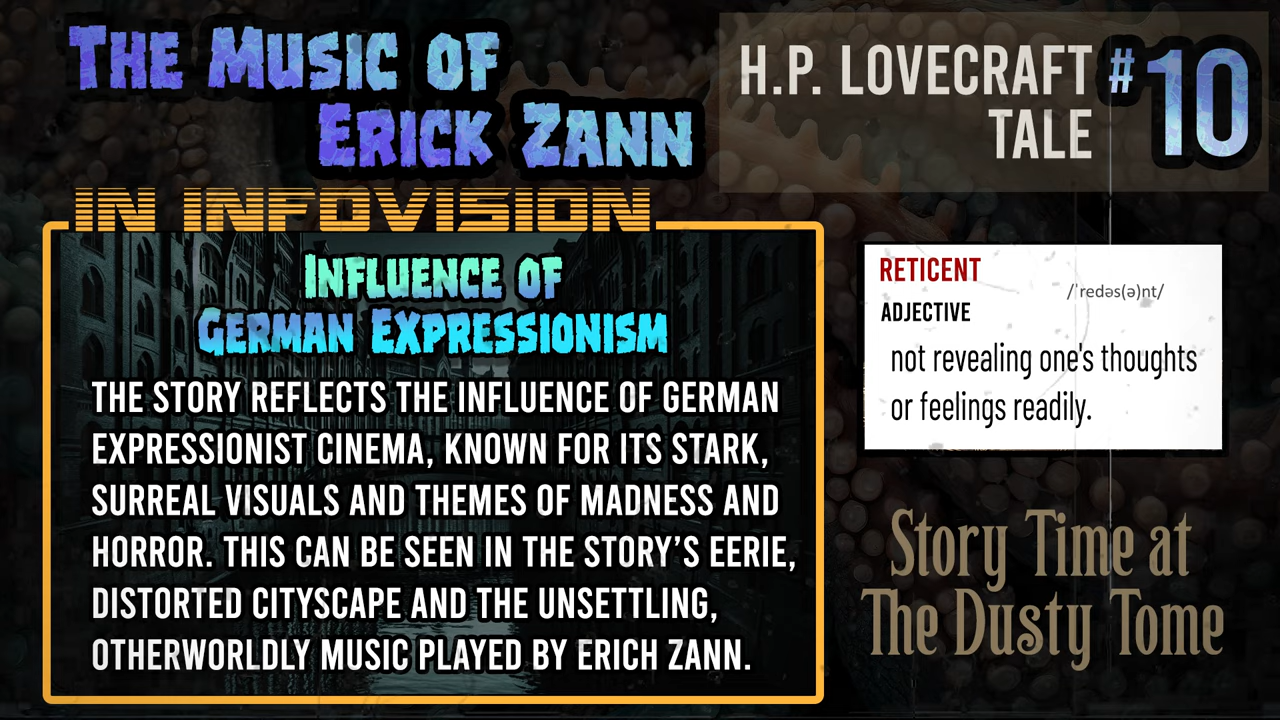 The Music of
Erick Zann
H.P. LOVECRAFT #10
TALE
IN INFOVISION
Influence of
German Expressionism
THE STORY REFLECTS THE INFLUENCE OF GERMAN
EXPRESSIONIST CINEMA, KNOWN FOR ITS STARK,
SURREAL VISUALS AND THEMES OF MADNESS AND
HORROR. THIS CAN BE SEEN IN THE STORY'S EERIE,
DISTORTED CITYSCAPE AND THE UNSETTLING,
OTHERWORLDLY MUSIC PLAYED BY ERICH ZANN.
RETICENT
/ˈredəs(ə)nt/
ADJECTIVE
not revealing one's thoughts
or feelings readily.
Story Time at
The Dusty Tome